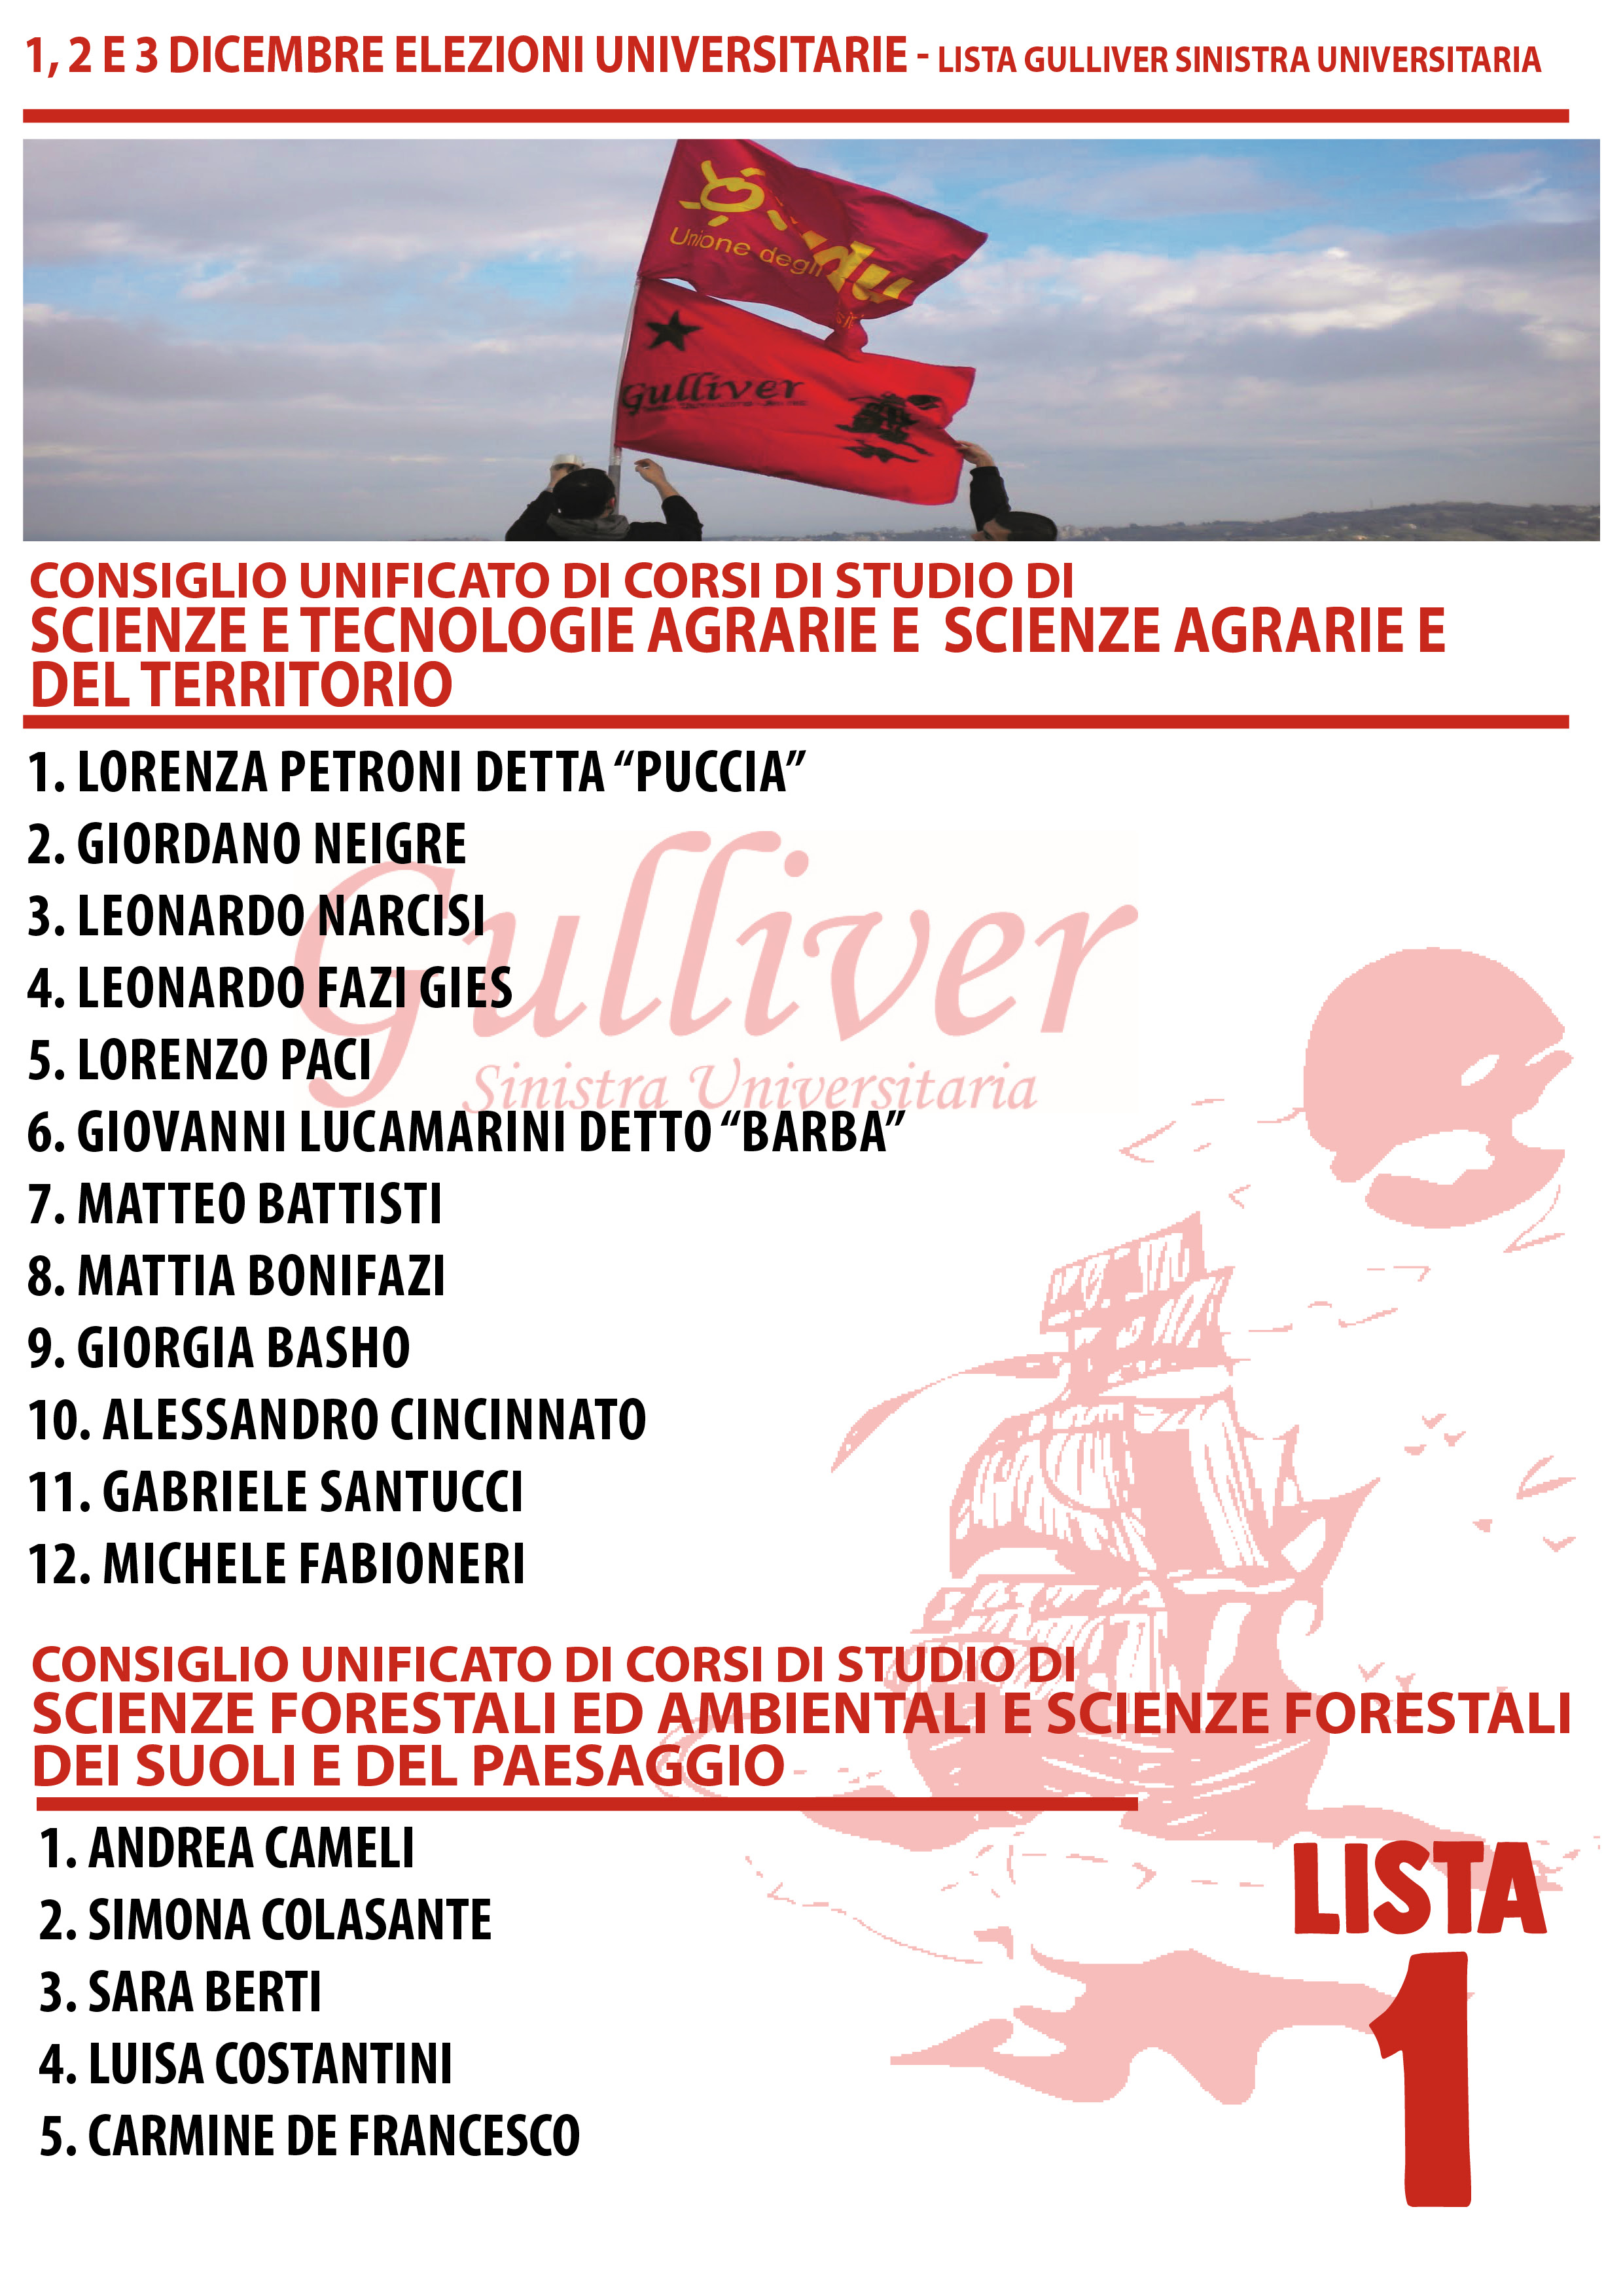 1, 2 E 3 DICEMBRE ELEZIONI UNIVERSITARIE - LISTA GULLIVER SINISTRA UNIVERSITARIA
Unione degli
Gulliver
CONSIGLIO UNIFICATO DI CORSI DI STUDIO DI
SCIENZE E TECNOLOGIE AGRARIE E SCIENZE AGRARIE E
DEL TERRITORIO
1. LORENZA PETRONI DETTA “PUCCIA”
2. GIORDANO NEIGRE
3. LEONARDO NARCISI
4. LEONARDO FAZI GIES
5. LORENZO PACI
6. GIOVANNI LUCAMARINI DETTO “BARBA”
7. MATTEO BATTISTI
8. MATTIA BONIFAZI
9. GIORGIA BASHO
10. ALESSANDRO CINCINNATO
11. GABRIELE SANTUCCI
12. MICHELE FABIONERI
Gulliver
Sinistra Universitaria
CONSIGLIO UNIFICATO DI CORSI DI STUDIO DI
SCIENZE FORESTALI ED AMBIENTALI E SCIENZE FORESTALI
DEI SUOLI E DEL PAESAGGIO
1. ANDREA CAMELI
2. SIMONA COLASANTE
3. SARA BERTI
4. LUISA COSTANTINI
5. CARMINE DE FRANCESCO
LISTA
1